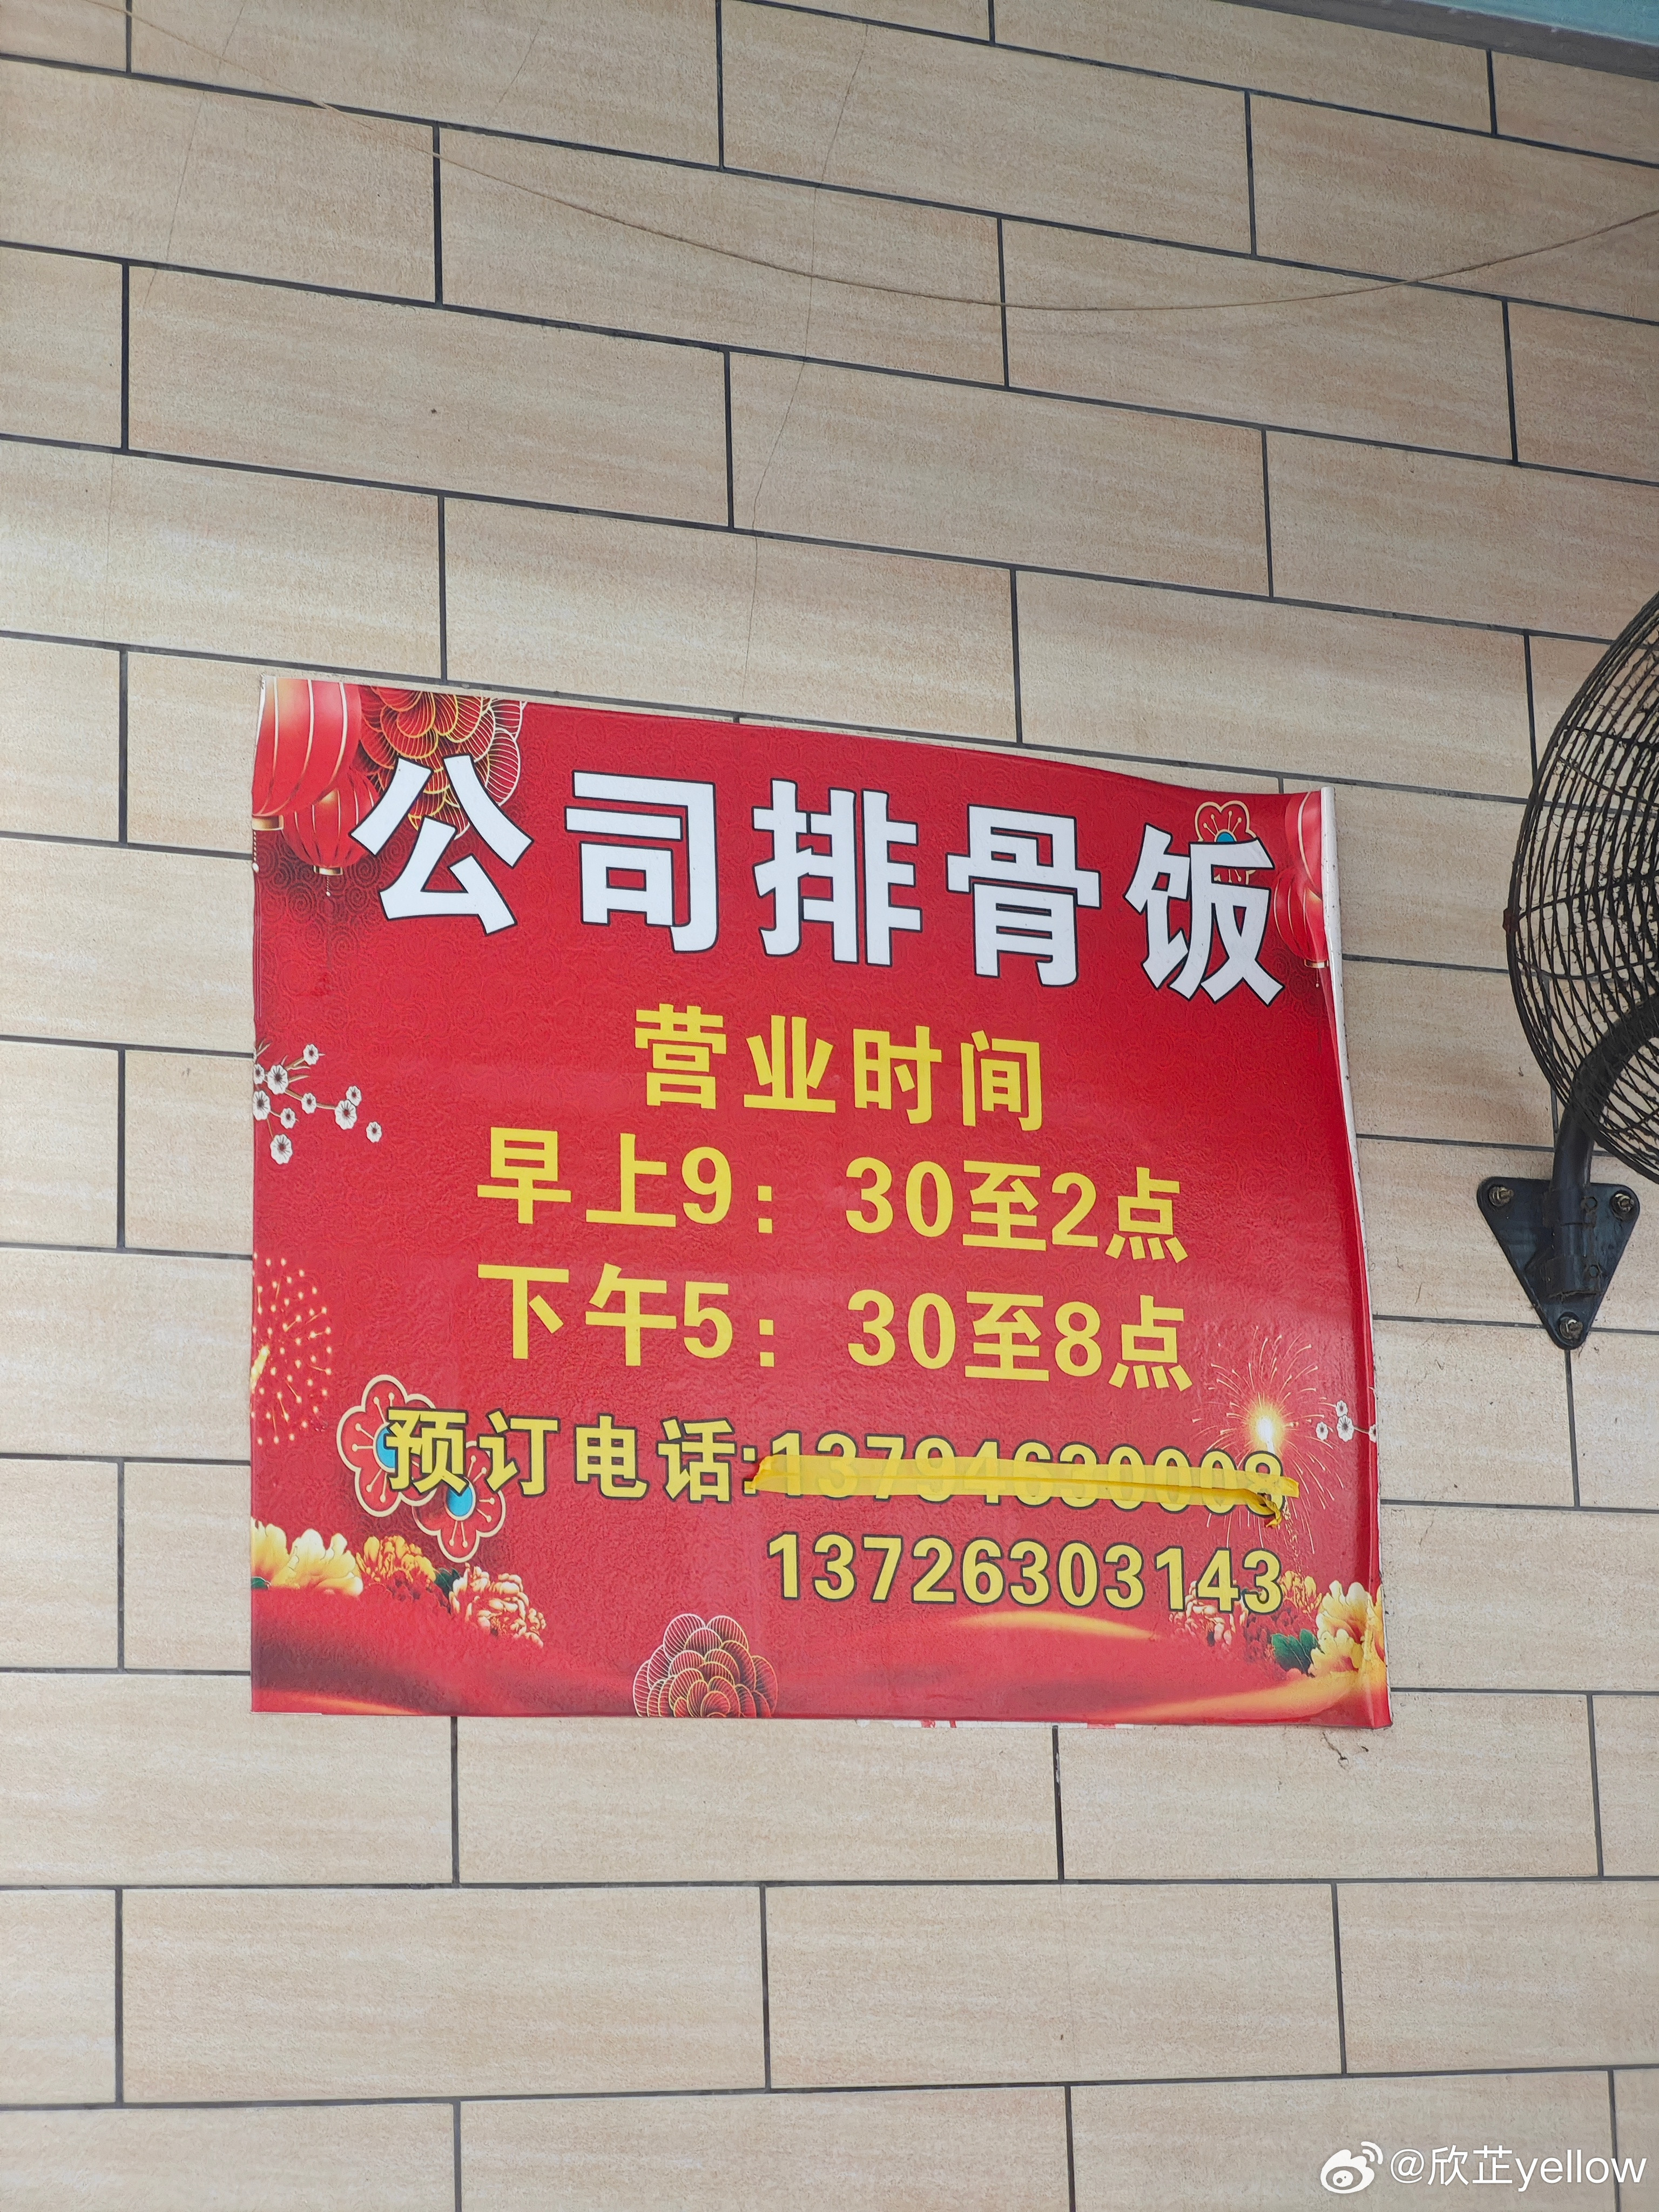 公司排骨饭
营业时间
早上9：30至2点
下午5：30至8点
预订电话:13794630008
13726303143
@欣芷yellow